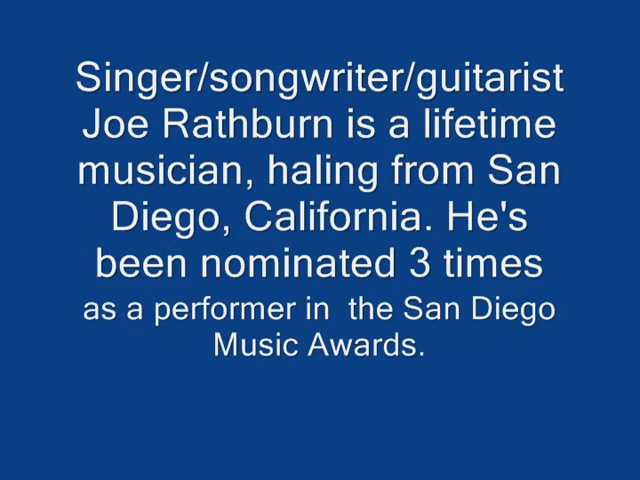 Singer/songwriter/guitarist
Joe Rathburn is a lifetime
musician, haling from San
Diego, California. He's
been nominated 3 times
as a performer in  the San Diego
Music Awards.